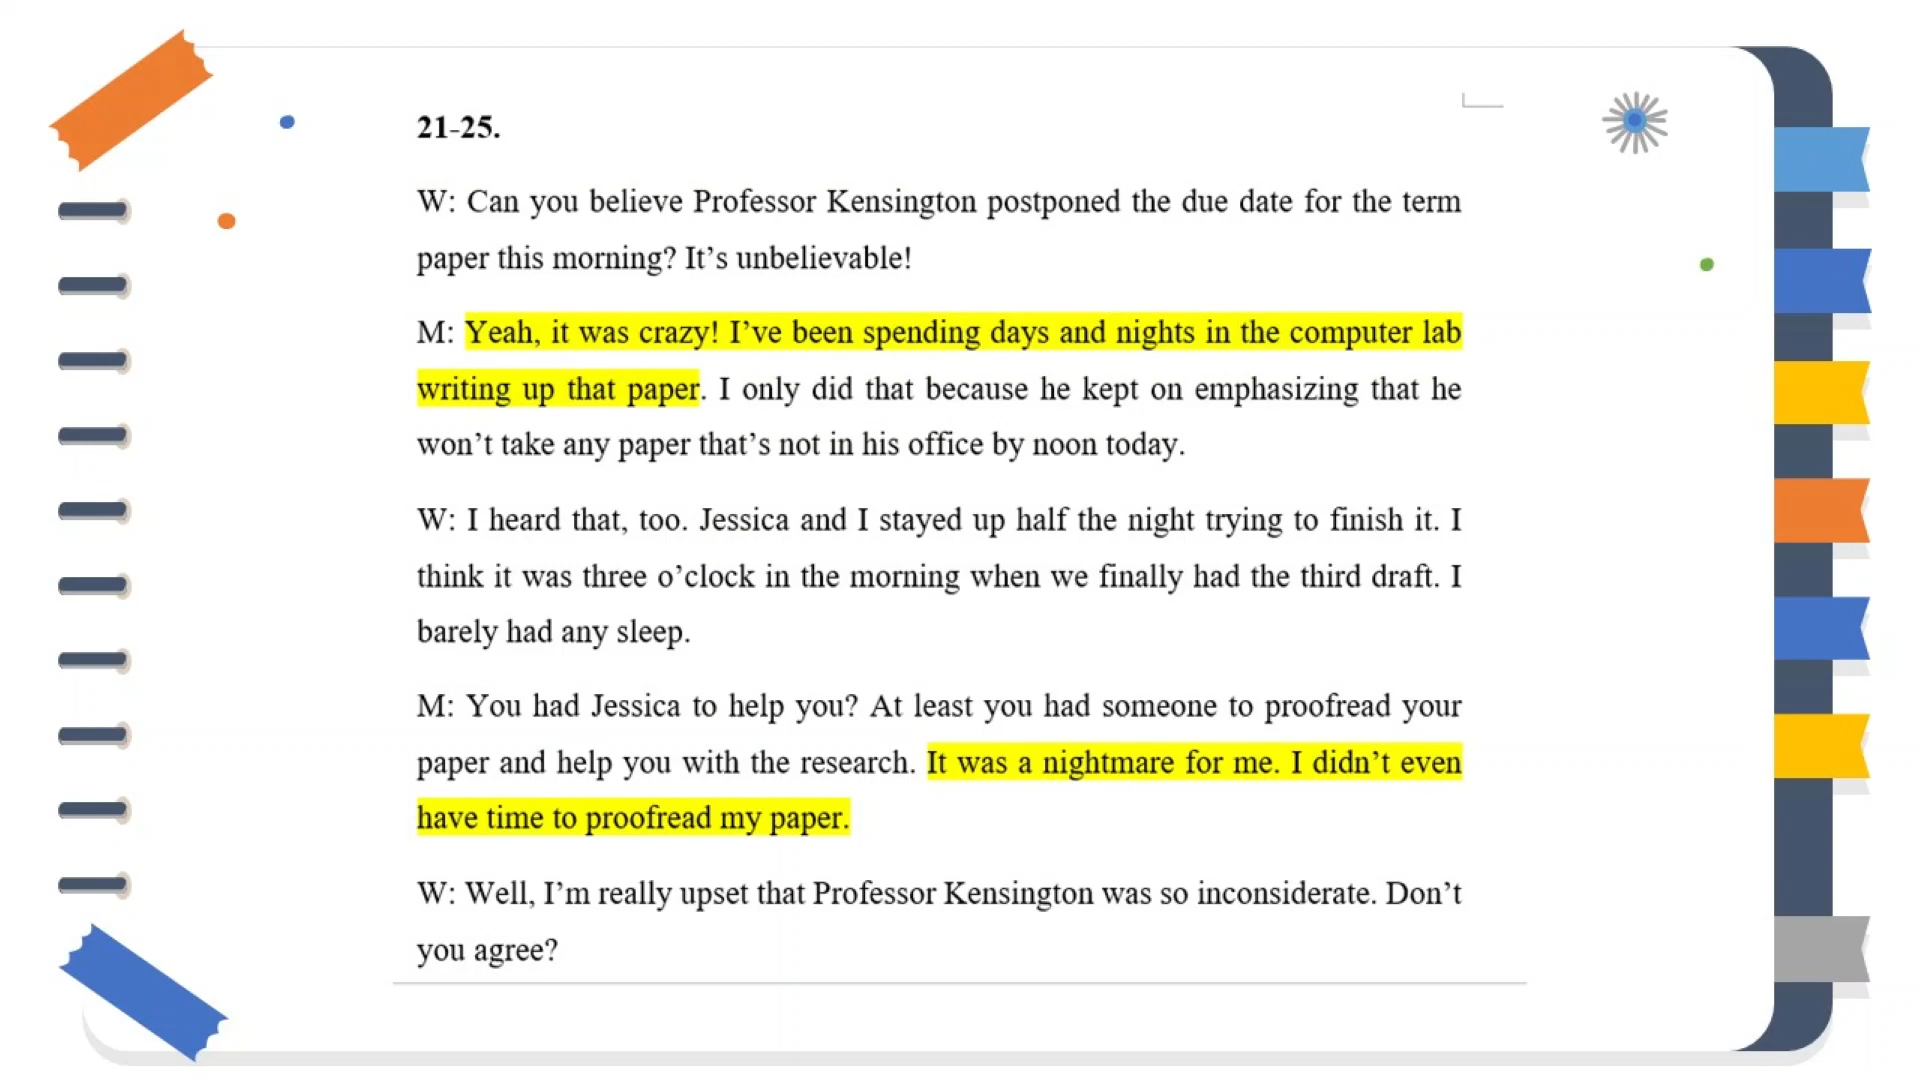 21-25.
W: Can you believe Professor Kensington postponed the due date for the term
paper this morning? It’s unbelievable!
M: Yeah, it was crazy! I’ve been spending days and nights in the computer lab
writing up that paper. I only did that because he kept on emphasizing that he
won’t take any paper that’s not in his office by noon today.
W: I heard that, too. Jessica and I stayed up half the night trying to finish it. I
think it was three o’clock in the morning when we finally had the third draft. I
barely had any sleep.
M: You had Jessica to help you? At least you had someone to proofread your
paper and help you with the research. It was a nightmare for me. I didn’t even
have time to proofread my paper.
W: Well, I’m really upset that Professor Kensington was so inconsiderate. Don’t
you agree?